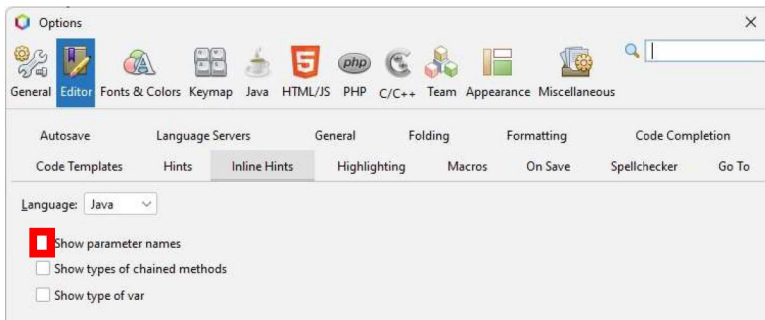 Options
General Editor Fonts & Colors Keymap Java HTML/JS PHP C/C++ Team Appearance Miscellaneous
Autosave Language Servers General Folding Formatting Code Completion
Code Templates Hints Inline Hints Highlighting Macros On Save Spellchecker Go To
Language: Java
Show parameter names
Show types of chained methods
Show type of var